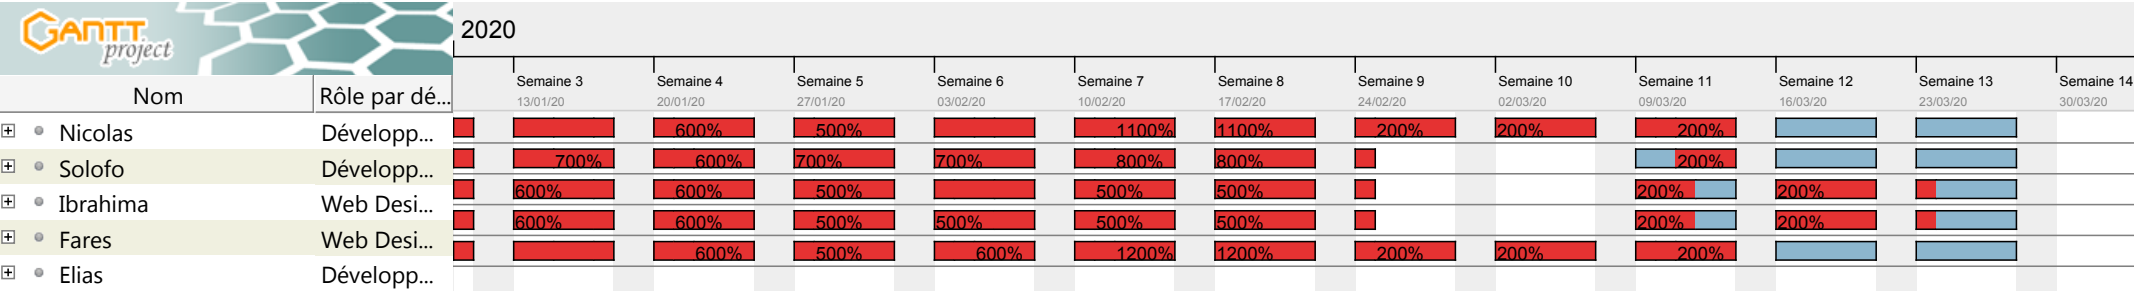 GANTT
project
2020
Semaine 3 Semaine 4 Semaine 5 Semaine 6 Semaine 7 Semaine 8 Semaine 9 Semaine 10 Semaine 11 Semaine 12 Semaine 13 Semaine 14
Nom Rôle par dé... 13/01/20 20/01/20 27/01/20 03/02/20 10/02/20 17/02/20 24/02/20 02/03/20 09/03/20 16/03/20 23/03/20 30/03/20
Nicolas Développ... 600% 500% 1100% 1100% 200% 200% 200%
Solofo Développ... 700% 600% 700% 700% 800% 800% 200%
Ibrahima Web Desi... 600% 600% 500% 500% 500% 200% 200%
Fares Web Desi... 600% 600% 500% 500% 500% 500% 200% 200%
Elias Développ... 600% 500% 600% 1200% 1200% 200% 200% 200%